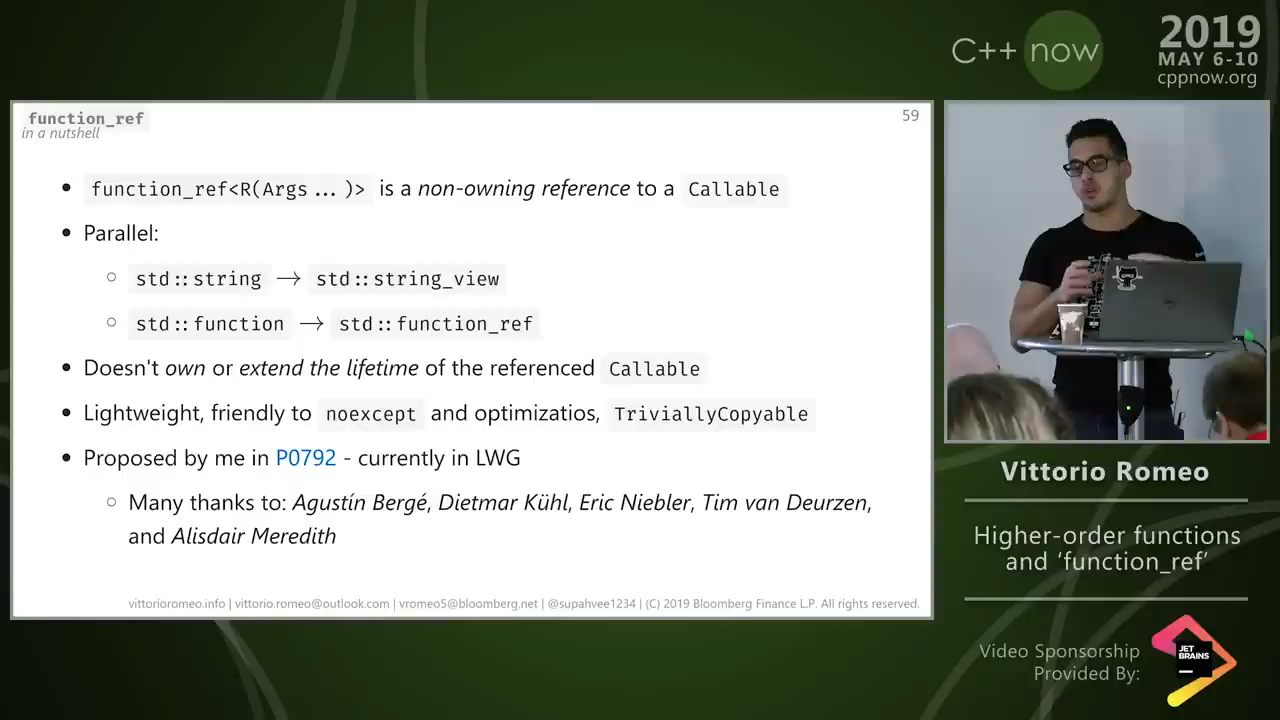 C++ now
2019
MAY 6-10
cppnow.org
function_ref
in a nutshell
59
• function_ref<R(Args...)> is a non-owning reference to a Callable
• Parallel:
○ std::string → std::string_view
○ std::function → std::function_ref
• Doesn't own or extend the lifetime of the referenced Callable
• Lightweight, friendly to noexcept and optimizatios, TriviallyCopyable
• Proposed by me in P0792 - currently in LWG
○ Many thanks to: Agustín Bergé, Dietmar Kühl, Eric Niebler, Tim van Deurzen,
and Alisdair Meredith
vittorioromeo.info | vittorio.romeo@outlook.com | vromeo5@bloomberg.net | @supahvee1234 | (C) 2019 Bloomberg Finance L.P. All rights reserved.
Vittorio Romeo
Higher-order functions
and ‘function_ref’
Video Sponsorship
Provided By:
JET
BRAINS